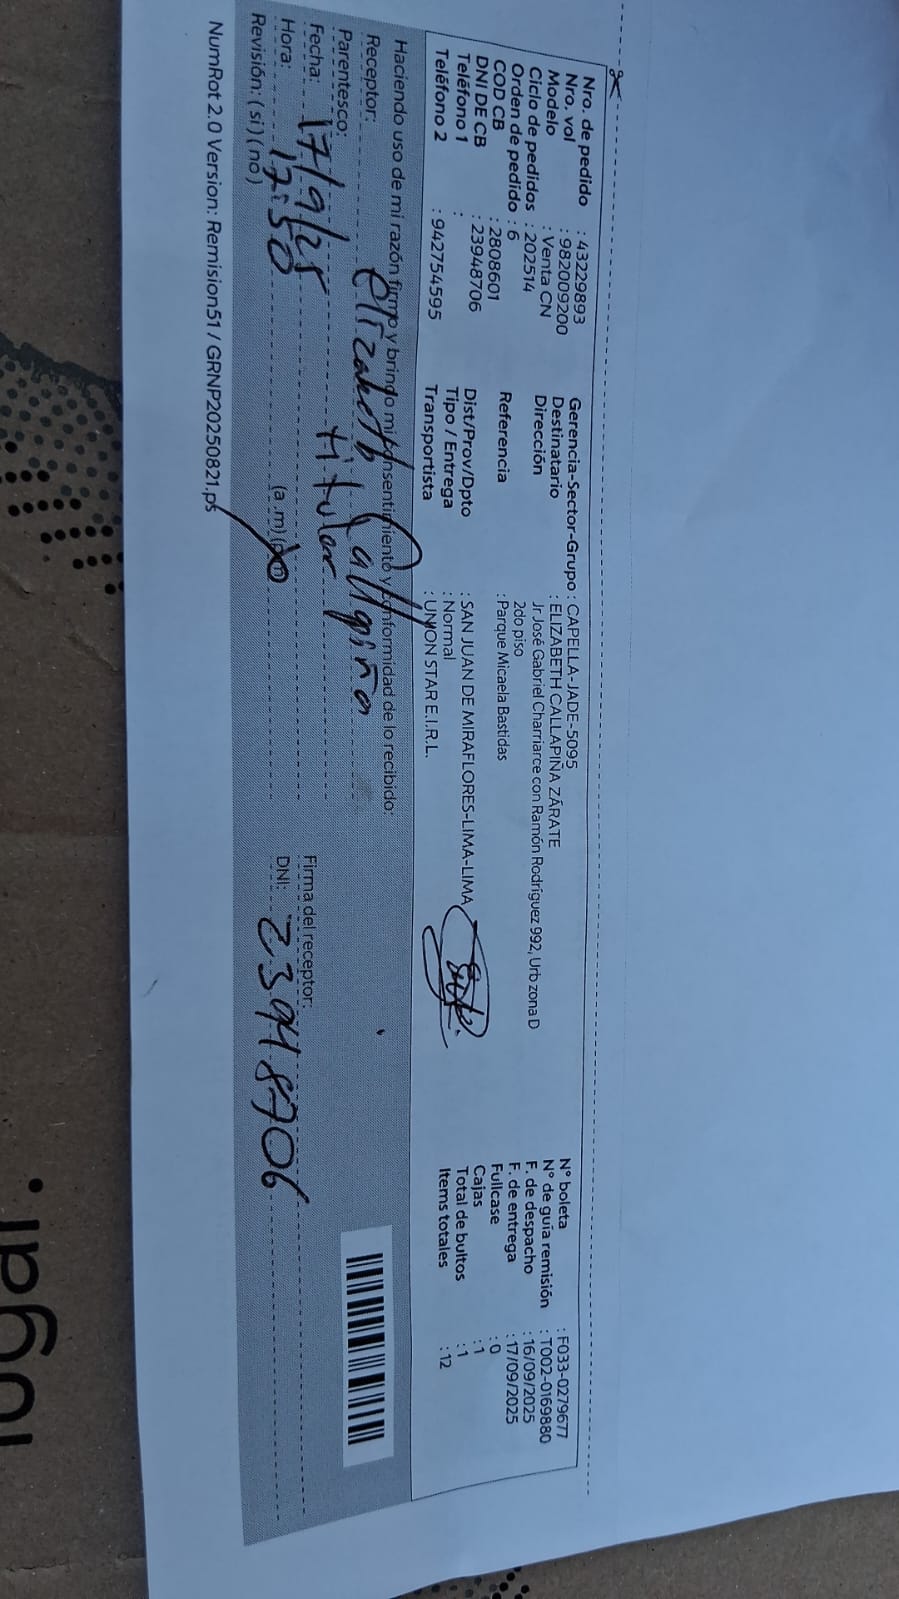 Nro. de pedido : 43229893
Nro. vol : 982009200
Modelo : Venta CN
Ciclo de pedidos : 202514
Orden de pedido : 6
COD CB : 2808601
DNI DE CB : 23948706
Teléfono 1 :
Teléfono 2 : 942754595
Gerencia-Sector-Grupo : CAPELLA-JADE-5095
Destinatario : ELIZABETH CALLAPIÑA ZÁRATE
Dirección Jr José Gabriel Charriarce con Ramón Rodríguez 992, Urb zona D
2do piso
Referencia : Parque Micaela Bastidas
Dist/Prov/Dpto : SAN JUAN DE MIRAFLORES-LIMA-LIMA
Tipo / Entrega : Normal
Transportista : UNION STAR E.I.R.L.
N° boleta : F033-0279677
N° de guía remisión : T002-0169880
F. de despacho : 16/09/2025
F. de entrega : 17/09/2025
Fullcase : 0
Cajas : 1
Total de bultos : 1
Items totales : 12
Haciendo uso de mi razón firmo y brindo mi consentimiento y conformidad de lo recibido:
Receptor: elizabeth Callapiña
Parentesco: titular
Fecha: 17/9/25
Hora: 17:50 (a .m) (p.m)
Revisión: ( si ) ( no )
Firma del receptor:
DNI: 23948706
NumRot 2.0 Version: Remision51 / GRNP20250821.ps